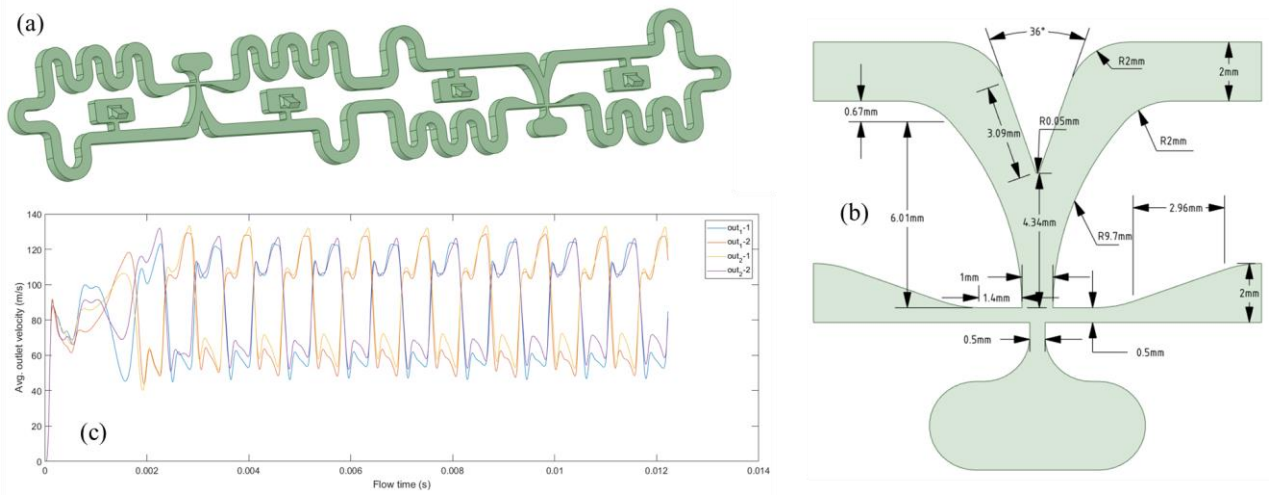 (a)
140
120
100
80
60
40
20
0
Avg. outlet velocity (m/s)
0
0.002
0.004
0.006
0.008
0.01
0.012
0.014
Flow time (s)
out₁-1
out₁-2
out₂-1
out₂-2
(c)
36°
R2mm
2mm
0.67mm
3.09mm
R0.05mm
R2mm
(b)
6.01mm
4.34mm
2.96mm
R9.7mm
1mm
1.4mm
2mm
0.5mm
0.5mm